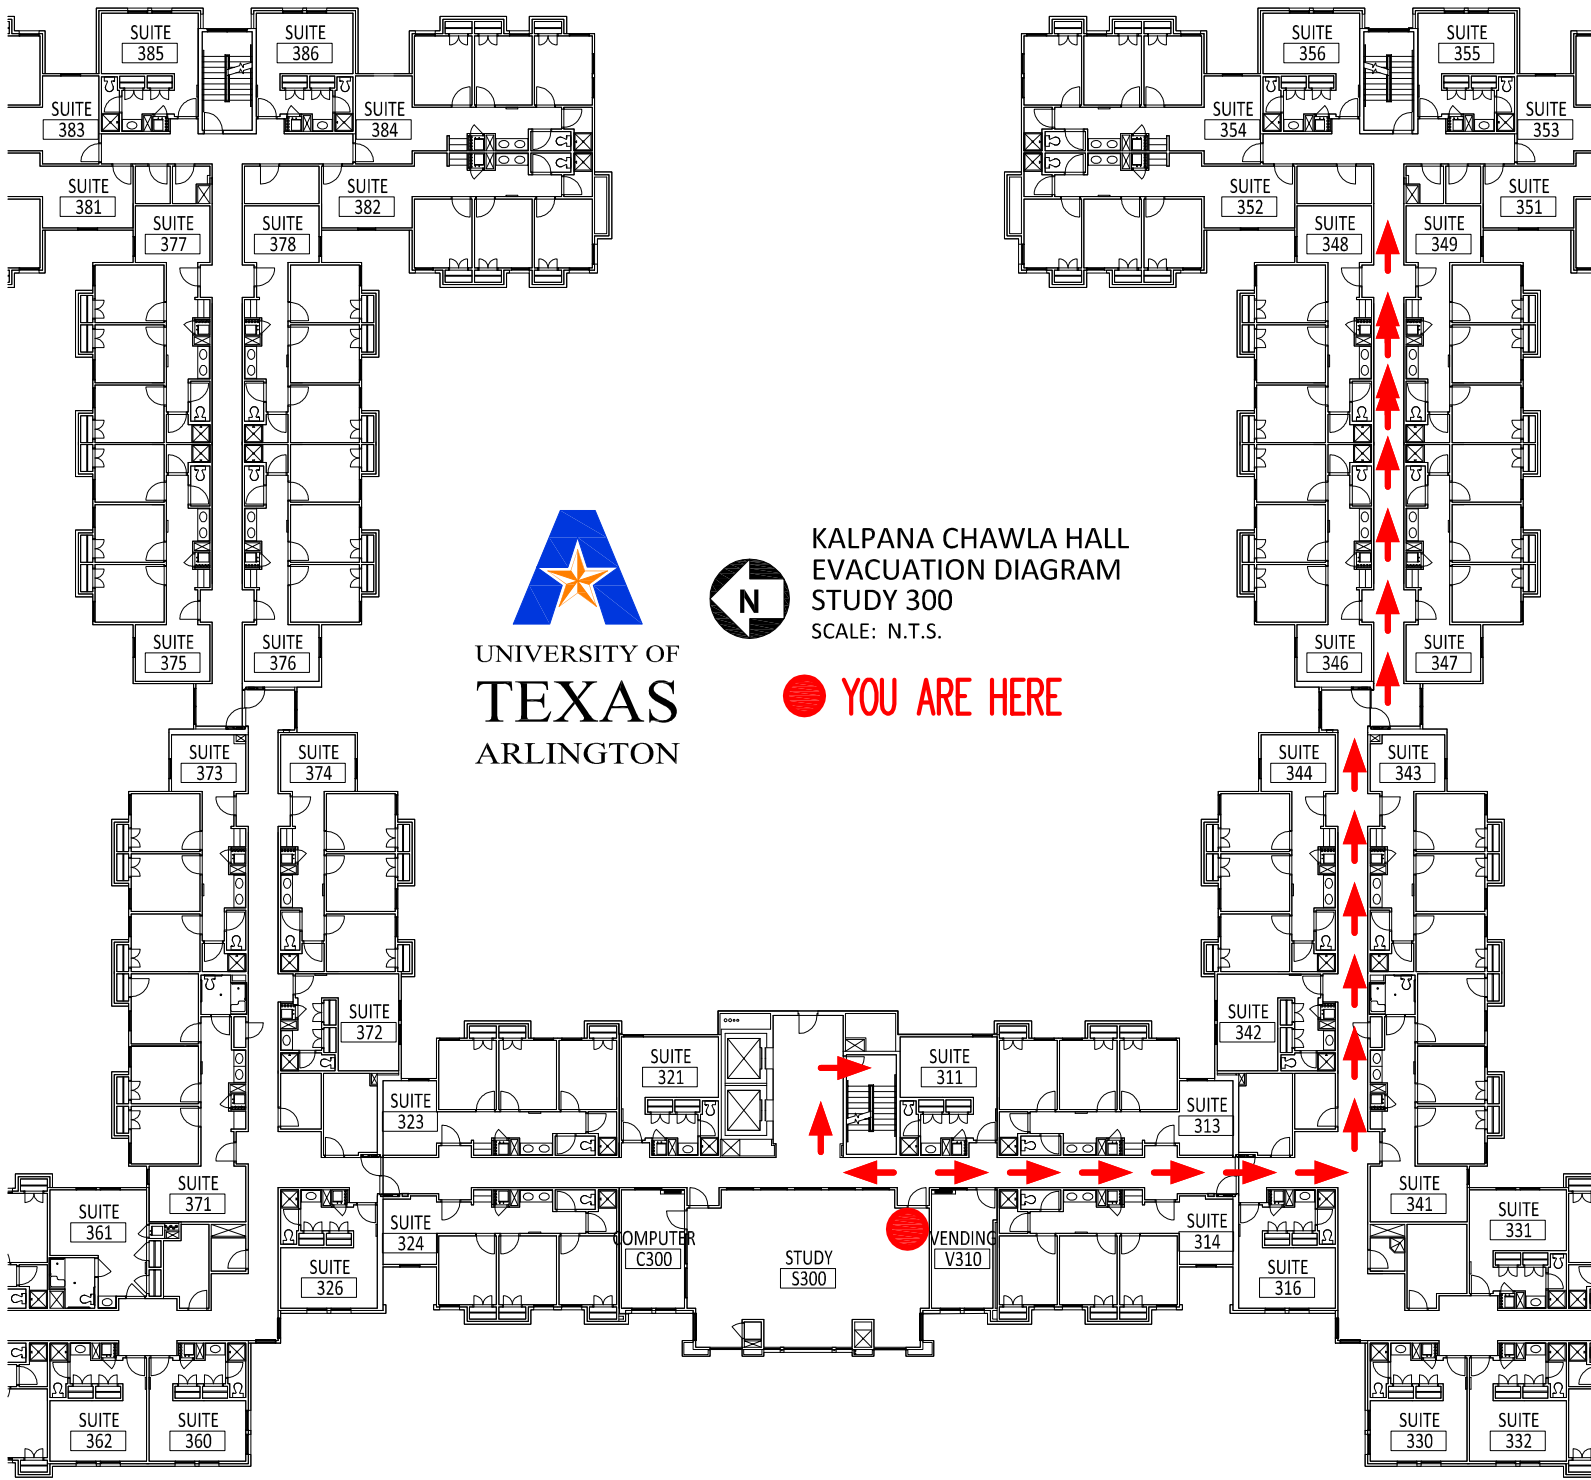 SUITE
385
SUITE
386
SUITE
356
SUITE
355
SUITE
383
SUITE
384
SUITE
354
SUITE
353
SUITE
381
SUITE
382
SUITE
352
SUITE
351
SUITE
377
SUITE
378
SUITE
348
SUITE
349
KALPANA CHAWLA HALL
EVACUATION DIAGRAM
STUDY 300
SCALE: N.T.S.
N
UNIVERSITY OF
TEXAS
ARLINGTON
YOU ARE HERE
SUITE
375
SUITE
376
SUITE
346
SUITE
347
SUITE
373
SUITE
374
SUITE
344
SUITE
343
SUITE
372
SUITE
342
SUITE
321
SUITE
311
SUITE
323
SUITE
313
SUITE
371
SUITE
341
SUITE
361
SUITE
324
COMPUTER
C300
STUDY
S300
VENDING
V310
SUITE
314
SUITE
331
SUITE
326
SUITE
316
SUITE
362
SUITE
360
SUITE
330
SUITE
332